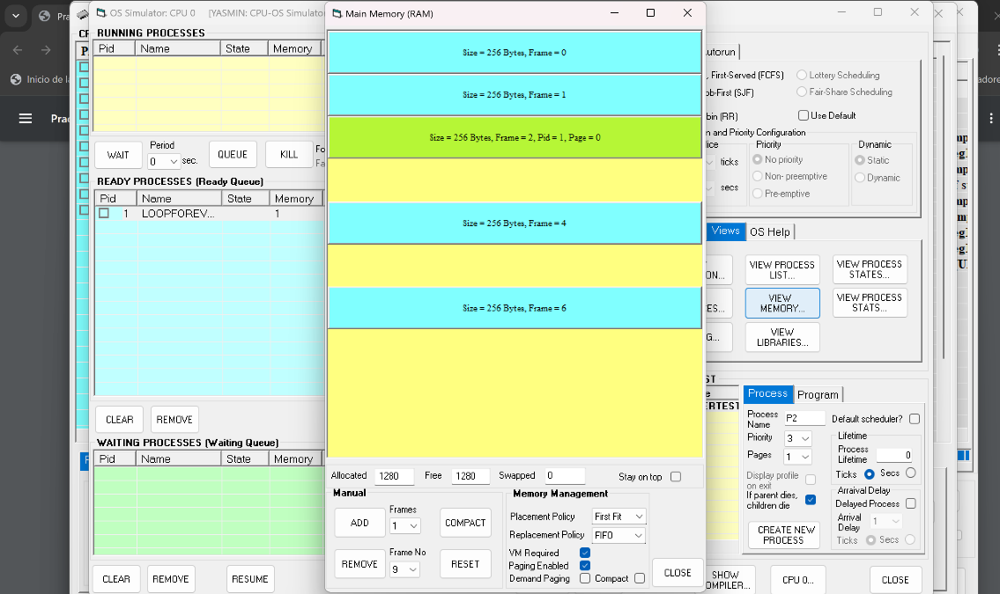 Pra
Inicio de la
Pra
OS Simulator: CPU 0 [YASMIN: CPU-OS Simulato
RUNNING PROCESSES
Pid Name State Memory
WAIT
Period
0 sec.
QUEUE
KILL
Fo
Fa
READY PROCESSES (Ready Queue)
Pid Name State Memory
1 LOOPFOREV... 1
CLEAR
REMOVE
WAITING PROCESSES (Waiting Queue)
Pid Name State Memory
CLEAR
REMOVE
RESUME
Main Memory (RAM)
Size = 256 Bytes, Frame = 0
Size = 256 Bytes, Frame = 1
Size = 256 Bytes, Frame = 2, Pid = 1, Page = 0
Size = 256 Bytes, Frame = 4
Size = 256 Bytes, Frame = 6
Allocated 1280 Free 1280 Swapped 0 Stay on top
Manual
ADD
Frames
1
COMPACT
REMOVE
Frame No
9
RESET
Memory Management
Placement Policy First Fit
Replacement Policy FIFO
VM Required
Paging Enabled
Demand Paging Compact
CLOSE
utorun
, First-Served (FCFS)
Lottery Scheduling
ob-First (SJF)
Fair-Share Scheduling
bin (RR)
Use Default
n and Priority Configuration
lice
ticks
secs
Priority
No priority
Non- preemptive
Pre-emptive
Dynamic
Static
Dynamic
Views
OS Help
ON...
VIEW PROCESS LIST...
VIEW PROCESS STATES...
ES...
VIEW MEMORY...
VIEW PROCESS STATS...
G...
VIEW LIBRARIES...
ST
e
ERTEST
Process
Program
Process Name P2
Default scheduler?
Priority 3
Pages 1
Display profile on exit
If parent dies, children die
CREATE NEW PROCESS
Lifetime
Process Lifetime 0
Ticks Secs
Arraival Delay
Delayed Process
Arrival Delay 1
Ticks Secs
SHOW
OMPILER...
CPU 0...
CLOSE
adore